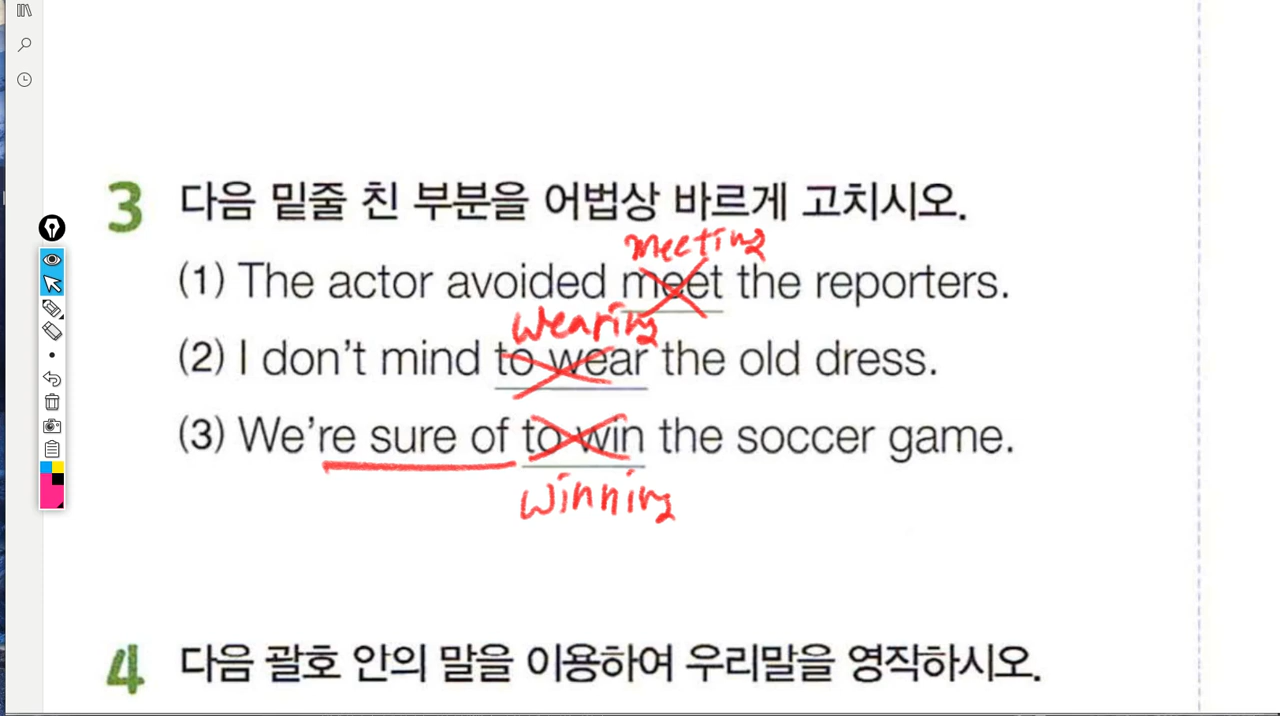 3 다음 밑줄 친 부분을 어법상 바르게 고치시오.
meeting
(1) The actor avoided meet the reporters.
wearing
(2) I don't mind to wear the old dress.
(3) We're sure of to win the soccer game.
winning
4 다음 괄호 안의 말을 이용하여 우리말을 영작하시오.